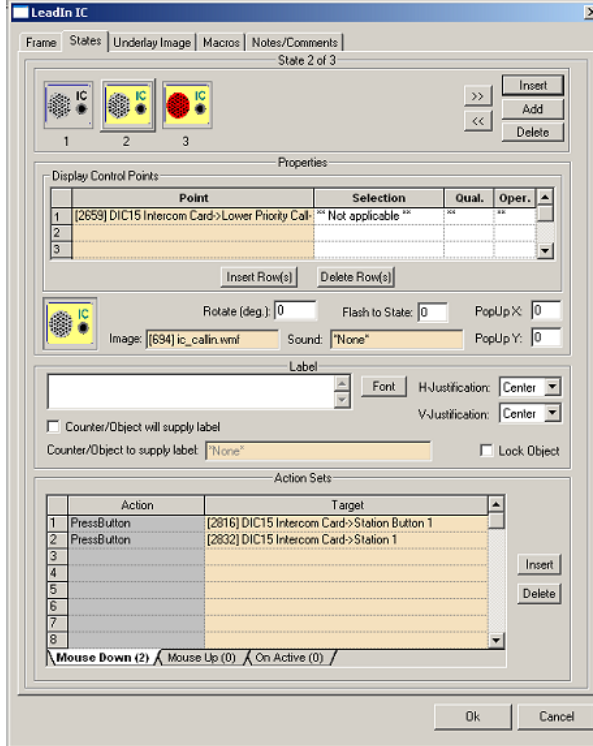 LeadIn IC
Frame States Underlay Image Macros Notes/Comments
State 2 of 3
IC IC IC
>> Insert
<< Add
Delete
1 2 3
Properties
Display Control Points
Point Selection Qual. Oper.
1 [2659] DIC15 Intercom Card->Lower Priority Call- ** Not applicable ** ** **
2
3
Insert Row(s) Delete Row(s)
IC
Rotate (deg.): 0 Flash to State: 0 PopUp X: 0
Image: [694] ic_callin.wmf Sound: "None" PopUp Y: 0
Label
Font H-Justification: Center
V-Justification: Center
Counter/Object will supply label
Counter/Object to supply label: "None" Lock Object
Action Sets
Action Target
1 PressButton [2816] DIC15 Intercom Card->Station Button 1
2 PressButton [2832] DIC15 Intercom Card->Station 1
3
4
5
6
7
8
Insert
Delete
Mouse Down (2) Mouse Up (0) On Active (0)
Ok Cancel